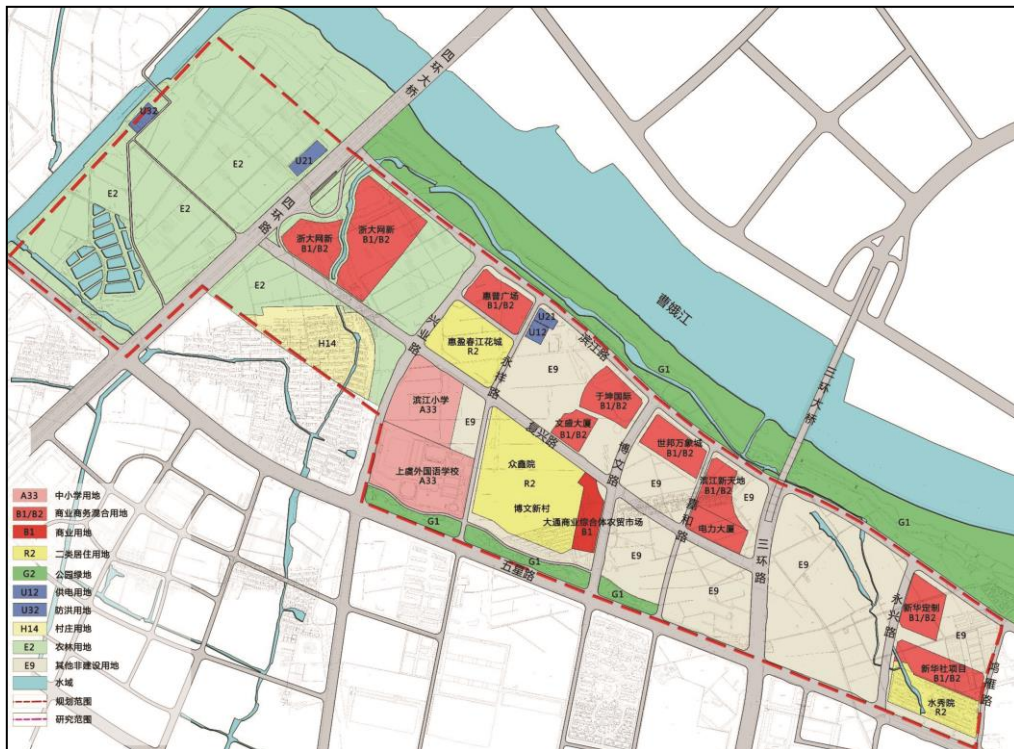 四环大桥
U32
E2
U21
E2
E2
四环路
浙大网新
B1/B2
浙大网新
B1/B2
E2
曹娥江
惠普广场
B1/B2
兴业路
U21
U12
滨江路
H14
惠盈春江花城
R2
永祥路
E9
G1
三环大桥
于坤国际
B1/B2
滨江小学
A33
E9
文盛大厦
B1/B2
复兴路
博文路
世邦万象城
B1/B2
众鑫院
R2
上虞外国语学校
A33
E9
滨江新天地
B1/B2
E9
博文新村
大通商业综合体农贸市场
B1
电力大厦
G1
G1
G1
五星路
E9
E9
三环路
E9
G1
永兴路
新华定制
B1/B2
E9
新华社项目
B1/B2
鸿雁路
水秀院
R2
A33 中小学用地
B1/B2 商业商务混合用地
B1 商业用地
R2 二类居住用地
G2 公园绿地
U12 供电用地
U32 防洪用地
H14 村庄用地
E2 农林用地
E9 其他非建设用地
水域
规划范围
研究范围